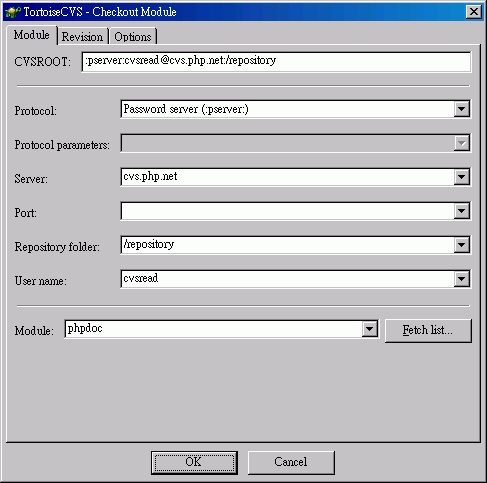 TortoiseCVS - Checkout Module
Module Revision Options
CVSROOT: :pserver:cvsread@cvs.php.net:/repository
Protocol: Password server (:pserver:)
Protocol parameters:
Server: cvs.php.net
Port:
Repository folder: /repository
User name: cvsread
Module: phpdoc Fetch list...
OK Cancel